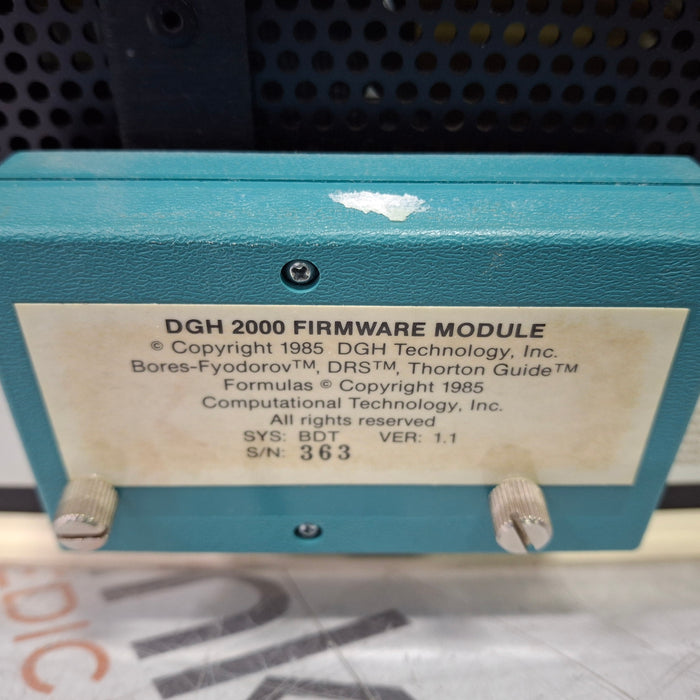 DGH 2000 FIRMWARE MODULE
© Copyright 1985 DGH Technology, Inc.
Bores-Fyodorov™, DRS™, Thorton Guide™
Formulas © Copyright 1985
Computational Technology, Inc.
All rights reserved
SYS: BDT VER: 1.1
S/N: 363
EDIC